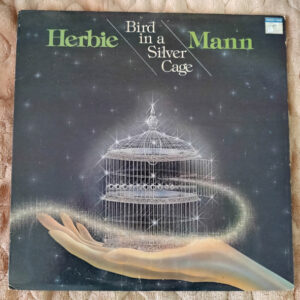 Herbie
Bird
in a
Silver
Cage
Mann